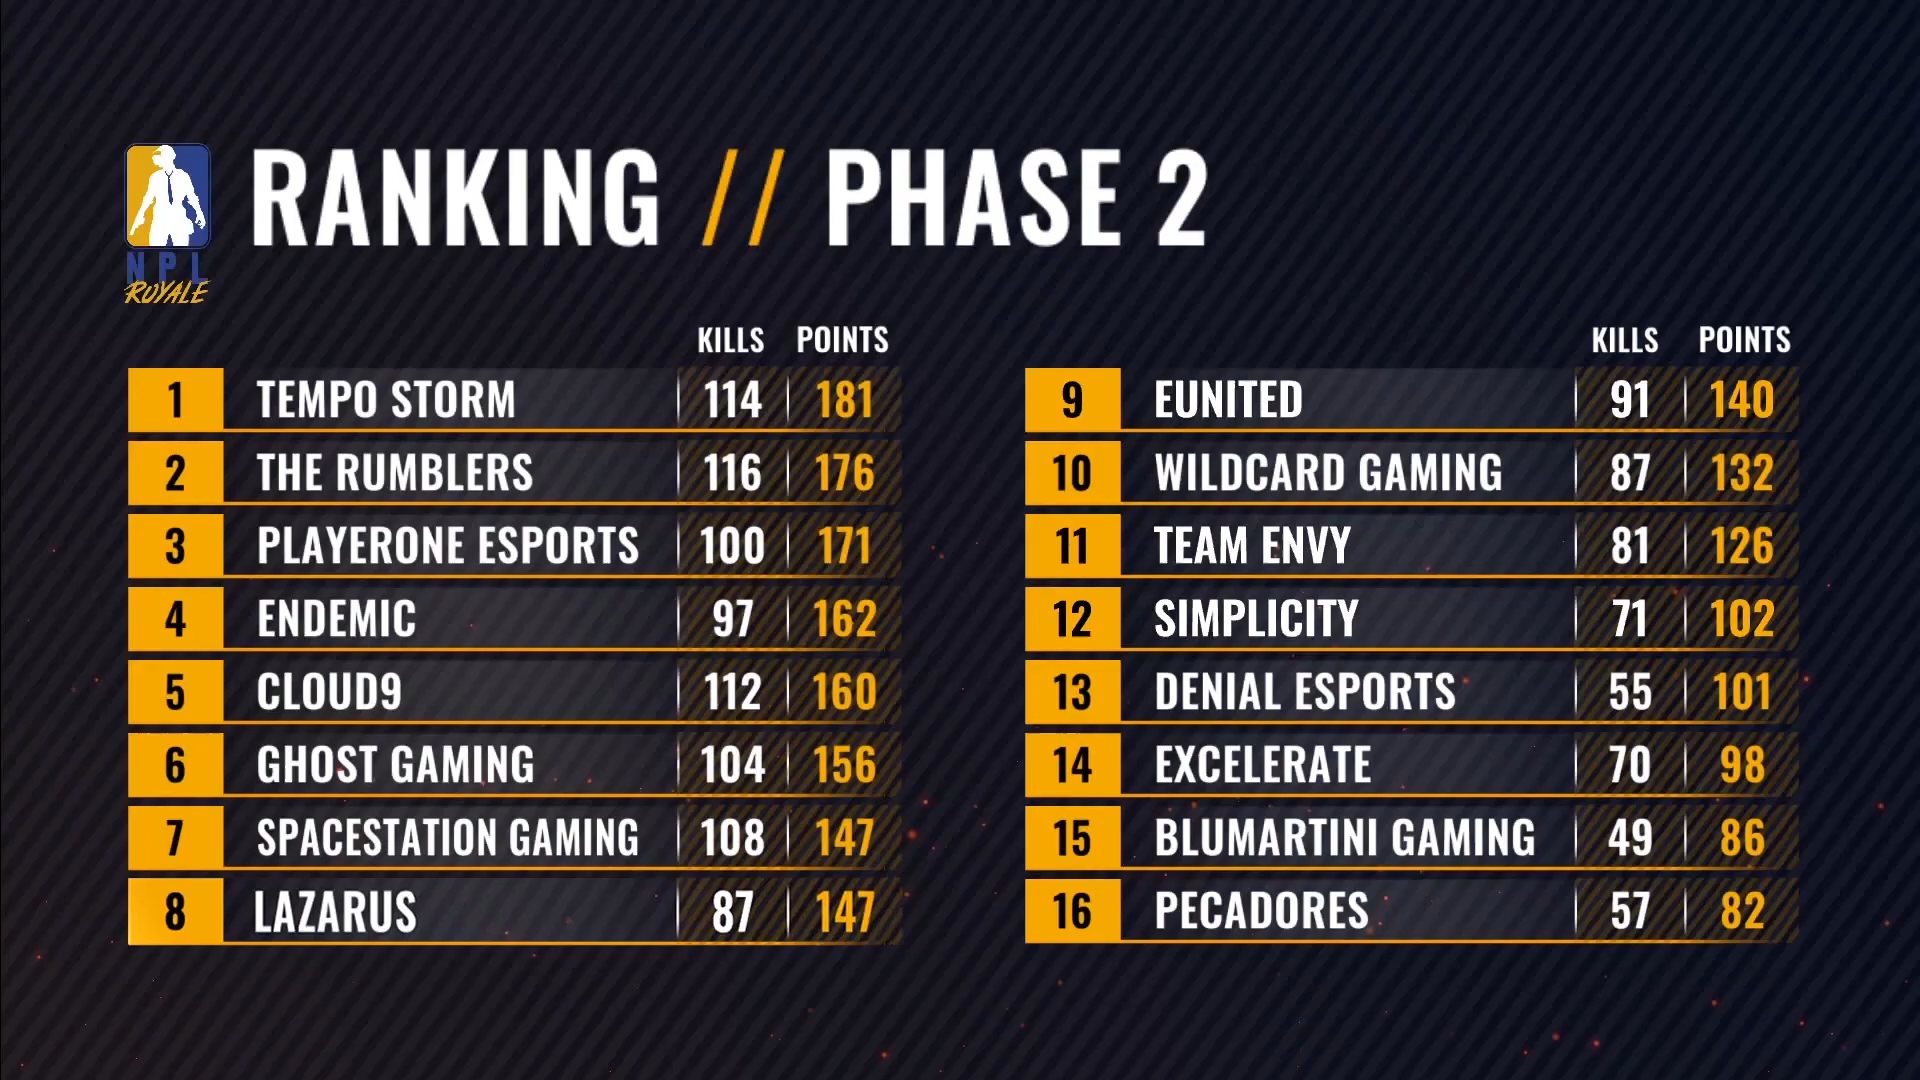 RANKING // PHASE 2
NPL
ROYALE
KILLS POINTS
1 TEMPO STORM 114 181
2 THE RUMBLERS 116 176
3 PLAYERONE ESPORTS 100 171
4 ENDEMIC 97 162
5 CLOUD9 112 160
6 GHOST GAMING 104 156
7 SPACESTATION GAMING 108 147
8 LAZARUS 87 147
KILLS POINTS
9 EUNITED 91 140
10 WILDCARD GAMING 87 132
11 TEAM ENVY 81 126
12 SIMPLICITY 71 102
13 DENIAL ESPORTS 55 101
14 EXCELERATE 70 98
15 BLUMARTINI GAMING 49 86
16 PECADORES 57 82